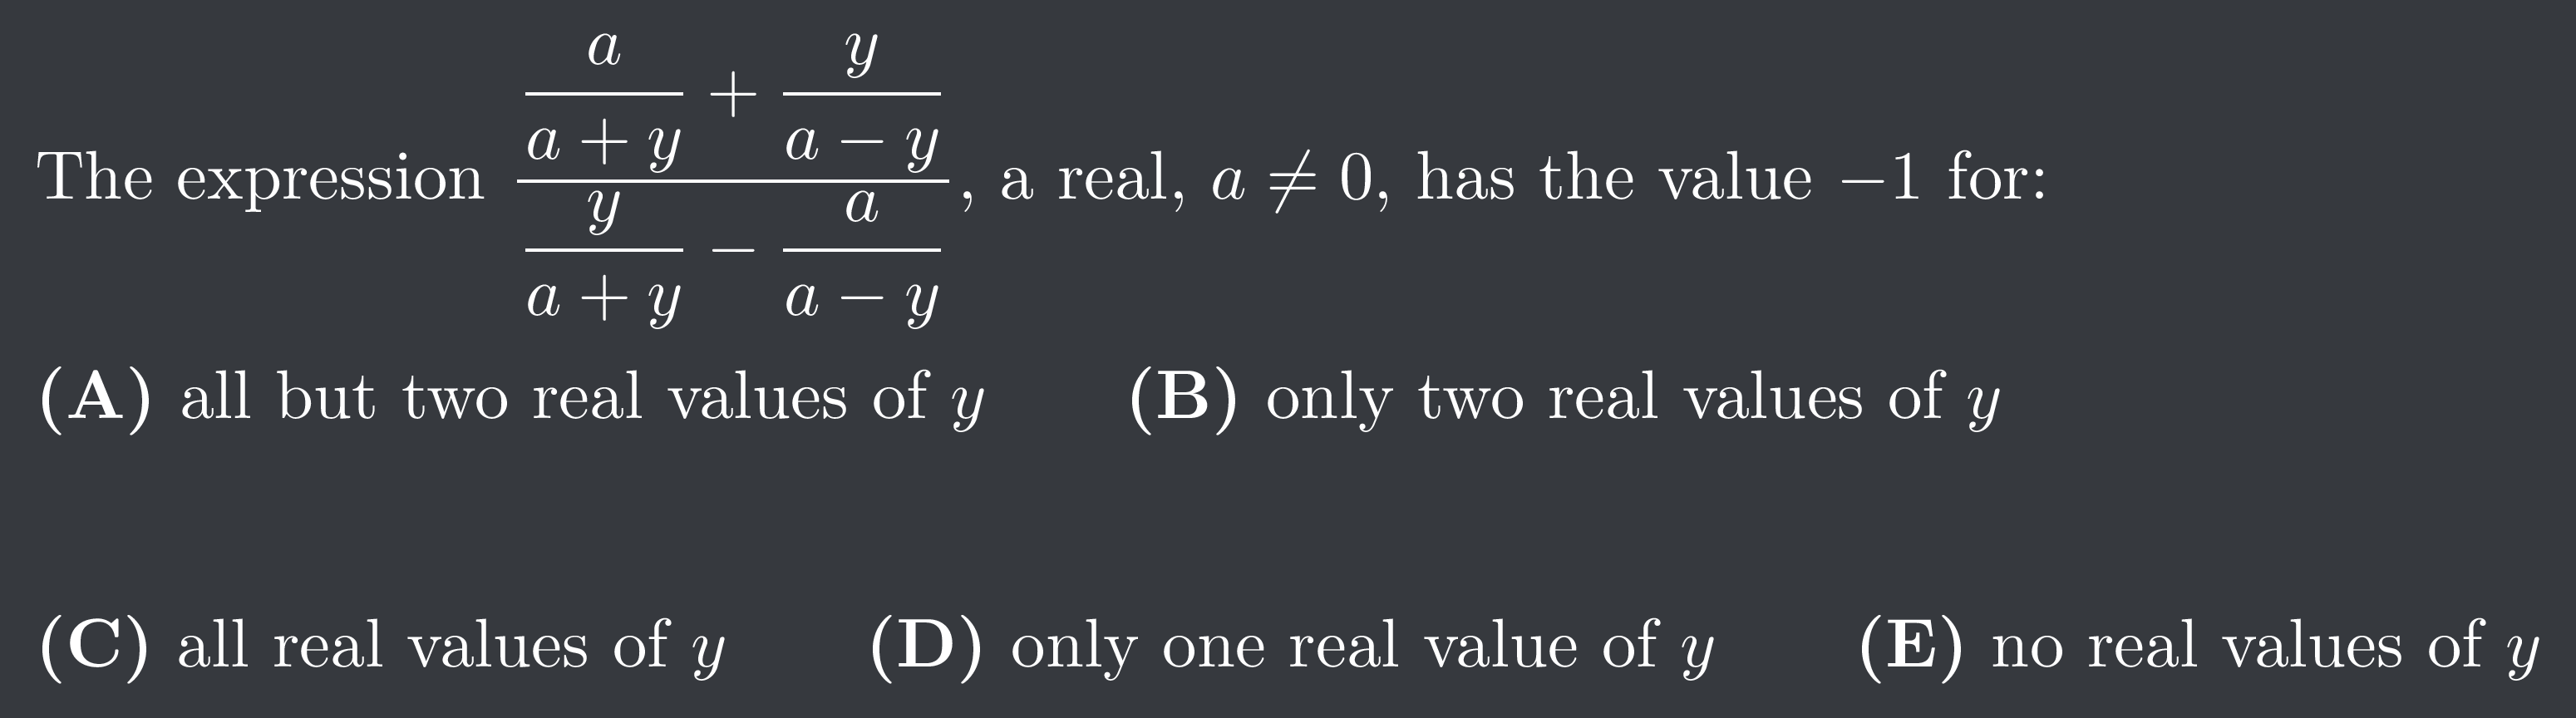 The expression $\dfrac{\dfrac{a}{a+y}+\dfrac{y}{a-y}}{\dfrac{y}{a+y}-\dfrac{a}{a-y}}$, a real, $a \neq 0$, has the value $-1$ for:
(A) all but two real values of $y$ (B) only two real values of $y$
(C) all real values of $y$ (D) only one real value of $y$ (E) no real values of $y$